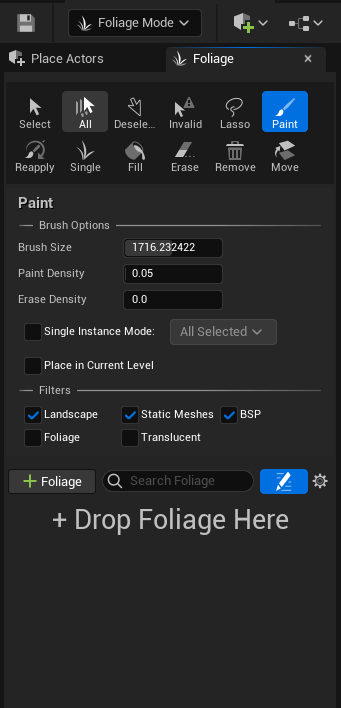 Foliage Mode
Place Actors
Foliage
Select All Desele... Invalid Lasso Paint
Reapply Single Fill Erase Remove Move
Paint
Brush Options
Brush Size 1716.232422
Paint Density 0.05
Erase Density 0.0
Single Instance Mode: All Selected
Place in Current Level
Filters
Landscape Static Meshes BSP
Foliage Translucent
+ Foliage Search Foliage
+ Drop Foliage Here